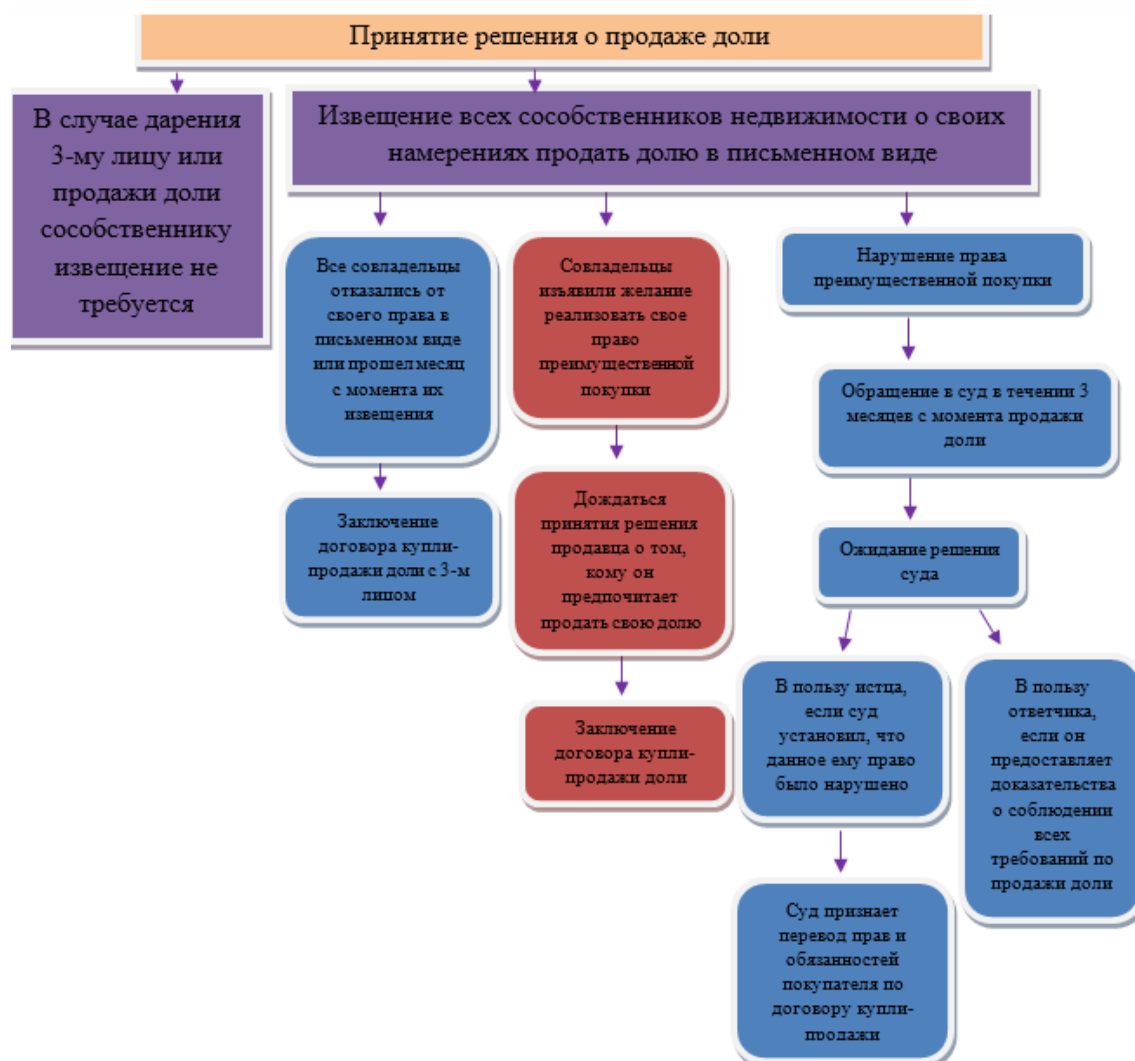 Принятие решения о продаже доли
В случае дарения
3-му лицу или
продажи доли
сособственнику
извещение не
требуется
Извещение всех сособственников недвижимости о своих
намерениях продать долю в письменном виде
Все совладельцы
отказались от
своего права в
письменном виде
или прошел месяц
с момента их
извещения
Заключение
договора купли-
продажи доли с 3-м
лицом
Совладельцы
изъявили желание
реализовать свое
право
преимущественной
покупки
Дождаться
принятия решения
продавца о том,
кому он
предпочитает
продать свою долю
Заключение
договора купли-
продажи доли
Нарушение права
преимущественной покупки
Обращение в суд в течении 3
месяцев с момента продажи
доли
Ожидание решения
суда
В пользу истца,
если суд
установил, что
данное ему право
было нарушено
В пользу
ответчика,
если он
предоставляет
доказательства
о соблюдении
всех
требований по
продажи доли
Суд признает
перевод прав и
обязанностей
покупателя по
договору купли-
продажи